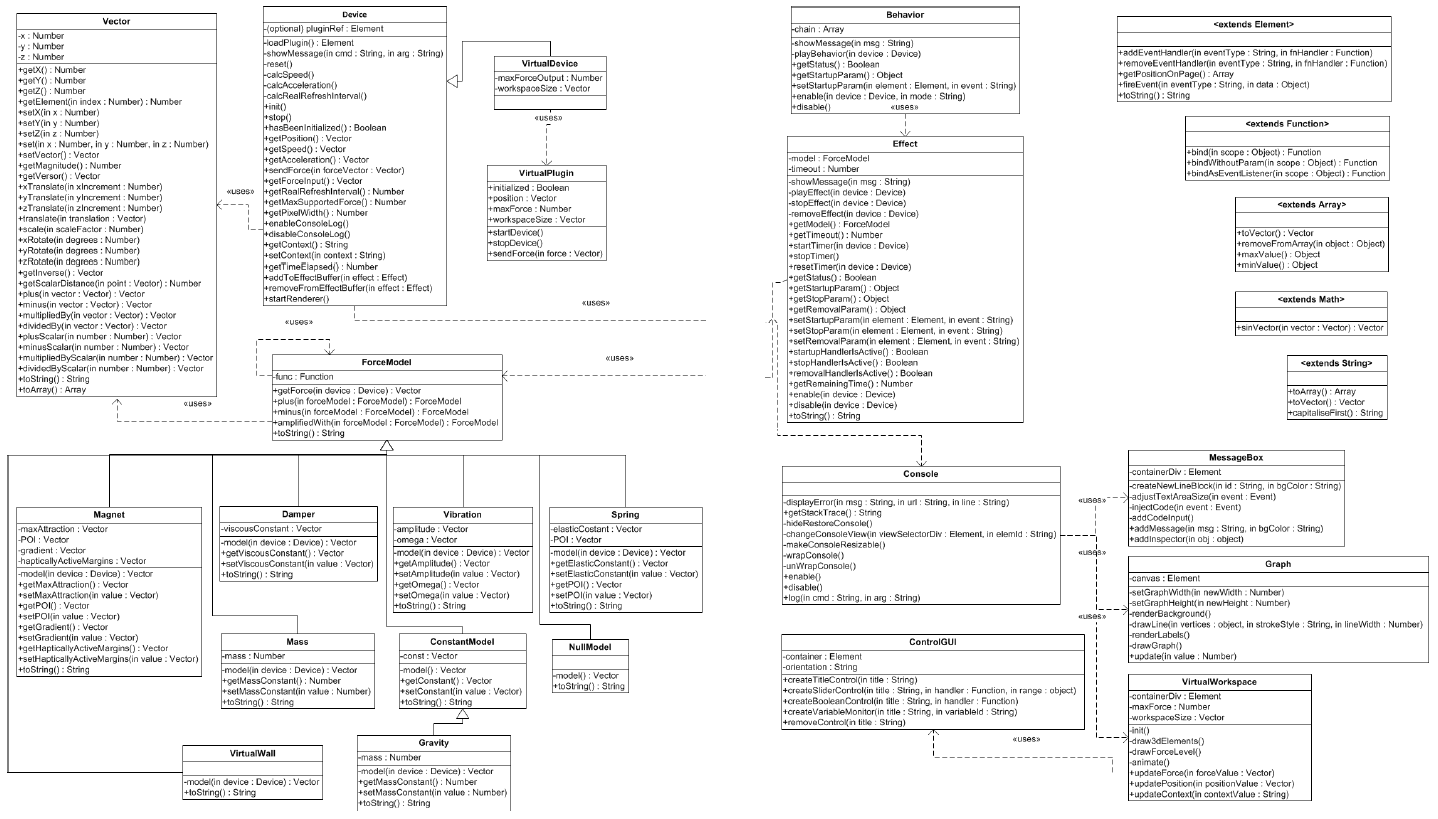 Vector
-x : Number
-y : Number
-z : Number
+getX() : Number
+getY() : Number
+getZ() : Number
+getElement(in index : Number) : Number
+setX(in x : Number)
+setY(in y : Number)
+setZ(in z : Number)
+set(in x : Number, in y : Number, in z : Number)
+setVector() : Vector
+getMagnitude() : Number
+getVersor() : Vector
+xTranslate(in xIncrement : Number)
+yTranslate(in yIncrement : Number)
+zTranslate(in zIncrement : Number)
+translate(in translation : Vector)
+scale(in scaleFactor : Number)
+xRotate(in degrees : Number)
+yRotate(in degrees : Number)
+zRotate(in degrees : Number)
+getInverse() : Vector
+getScalarDistance(in point : Vector) : Number
+plus(in vector : Vector) : Vector
+minus(in vector : Vector) : Vector
+multipliedBy(in vector : Vector) : Vector
+dividedBy(in vector : Vector) : Vector
+plusScalar(in number : Number) : Vector
+minusScalar(in number : Number) : Vector
+multipliedByScalar(in number : Number) : Vector
+dividedByScalar(in number : Number) : Vector
+toString() : String
+toArray() : Array
«uses»
Device
-(optional) pluginRef : Element
-loadPlugin() : Element
-showMessage(in cmd : String, in arg : String)
-reset()
-calcSpeed()
-calcAcceleration()
-calcRealRefreshInterval()
+init()
+stop()
+hasBeenInitialized() : Boolean
+getPosition() : Vector
+getSpeed() : Vector
+getAcceleration() : Vector
+sendForce(in forceVector : Vector)
+getForceInput() : Vector
+getRealRefreshInterval() : Number
+getMaxSupportedForce() : Number
+getPixelWidth() : Number
+enableConsoleLog()
+disableConsoleLog()
+getContext() : String
+setContext(in context : String)
+getTimeElapsed() : Number
+addToEffectBuffer(in effect : Effect)
+removeFromEffectBuffer(in effect : Effect)
+startRenderer()
VirtualDevice
-maxForceOutput : Number
-workspaceSize : Vector
«uses»
VirtualPlugin
+initialized : Boolean
+position : Vector
+maxForce : Number
+workspaceSize : Vector
+startDevice()
+stopDevice()
+sendForce(in force : Vector)
«uses»
«uses»
«uses»
«uses»
ForceModel
-func : Function
+getForce(in device : Device) : Vector
+plus(in forceModel : ForceModel) : ForceModel
+minus(in forceModel : ForceModel) : ForceModel
+amplifiedWith(in forceModel : ForceModel) : ForceModel
+toString() : String
Magnet
-maxAttraction : Vector
-POI : Vector
-gradient : Vector
-hapticallyActiveMargins : Vector
-model(in device : Device) : Vector
+getMaxAttraction() : Vector
+setMaxAttraction(in value : Vector)
+getPOI() : Vector
+setPOI(in value : Vector)
+getGradient() : Vector
+setGradient(in value : Vector)
+getHapticallyActiveMargins() : Vector
+setHapticallyActiveMargins(in value : Vector)
+toString() : String
Damper
-viscousConstant : Vector
-model(in device : Device) : Vector
+getViscousConstant() : Vector
+setViscousConstant(in value : Vector)
+toString() : String
Vibration
-amplitude : Vector
-omega : Vector
-model(in device : Device) : Vector
+getAmplitude() : Vector
+setAmplitude(in value : Vector)
+getOmega() : Vector
+setOmega(in value : Vector)
+toString() : String
Spring
-elasticCostant : Vector
-POI : Vector
-model(in device : Device) : Vector
+getElasticConstant() : Vector
+setElasticConstant(in value : Vector)
+getPOI() : Vector
+setPOI(in value : Vector)
+toString() : String
Mass
-mass : Number
-model(in device : Device) : Vector
+getMassConstant() : Number
+setMassConstant(in value : Number)
+toString() : String
ConstantModel
-const : Vector
-model() : Vector
+getConstant() : Vector
+setConstant(in value : Vector)
+toString() : String
NullModel
-model() : Vector
+toString() : String
VirtualWall
-model(in device : Device) : Vector
+toString() : String
Gravity
-mass : Number
-model(in device : Device) : Vector
+getMassConstant() : Number
+setMassConstant(in value : Number)
+toString() : String
Behavior
-chain : Array
-showMessage(in msg : String)
-playBehavior(in device : Device)
+getStatus() : Boolean
+getStartupParam() : Object
+setStartupParam(in element : Element, in event : String)
+enable(in device : Device, in mode : String)
+disable()
«uses»
Effect
-model : ForceModel
-timeout : Number
-showMessage(in msg : String)
-playEffect(in device : Device)
-stopEffect(in device : Device)
-removeEffect(in device : Device)
+getModel() : ForceModel
+getTimeout() : Number
+startTimer(in device : Device)
+stopTimer()
+resetTimer(in device : Device)
+getStatus() : Boolean
+getStartupParam() : Object
+getStopParam() : Object
+getRemovalParam() : Object
+setStartupParam(in element : Element, in event : String)
+setStopParam(in element : Element, in event : String)
+setRemovalParam(in element : Element, in event : String)
+startupHandlerIsActive() : Boolean
+stopHandlerIsActive() : Boolean
+removalHandlerIsActive() : Boolean
+getRemainingTime() : Number
+enable(in device : Device)
+disable(in device : Device)
+toString() : String
Console
-displayError(in msg : String, in url : String, in line : String)
+getStackTrace() : String
-hideRestoreConsole()
-changeConsoleView(in viewSelectorDiv : Element, in elemId : String)
-makeConsoleResizable()
-wrapConsole()
-unWrapConsole()
+enable()
+disable()
+log(in cmd : String, in arg : String)
ControlGUI
-container : Element
-orientation : String
+createTitleControl(in title : String)
+createSliderControl(in title : String, in handler : Function, in range : object)
+createBooleanControl(in title : String, in handler : Function)
+createVariableMonitor(in title : String, in variableId : String)
+removeControl(in title : String)
«uses»
<extends Element>
+addEventHandler(in eventType : String, in fnHandler : Function)
+removeEventHandler(in eventType : String, in fnHandler : Function)
+getPositionOnPage() : Array
+fireEvent(in eventType : String, in data : Object)
+toString() : String
<extends Function>
+bind(in scope : Object) : Function
+bindWithoutParam(in scope : Object) : Function
+bindAsEventListener(in scope : Object) : Function
<extends Array>
+toVector() : Vector
+removeFromArray(in object : Object)
+maxValue() : Object
+minValue() : Object
<extends Math>
+sinVector(in vector : Vector) : Vector
<extends String>
+toArray() : Array
+toVector() : Vector
+capitaliseFirst() : String
«uses»
«uses»
«uses»
MessageBox
-containerDiv : Element
-createNewLineBlock(in id : String, in bgColor : String)
-adjustTextAreaSize(in event : Event)
-injectCode(in event : Event)
-addCodeInput()
+addMessage(in msg : String, in bgColor : String)
+addInspector(in obj : object)
Graph
-canvas : Element
-setGraphWidth(in newWidth : Number)
-setGraphHeight(in newHeight : Number)
-renderBackground()
-drawLine(in vertices : object, in strokeStyle : String, in lineWidth : Number)
-renderLabels()
-drawGraph()
+update(in value : Number)
VirtualWorkspace
-containerDiv : Element
-maxForce : Number
-workspaceSize : Vector
-init()
-draw3dElements()
-drawForceLevel()
-animate()
+updateForce(in forceValue : Vector)
+updatePosition(in positionValue : Vector)
+updateContext(in contextValue : String)